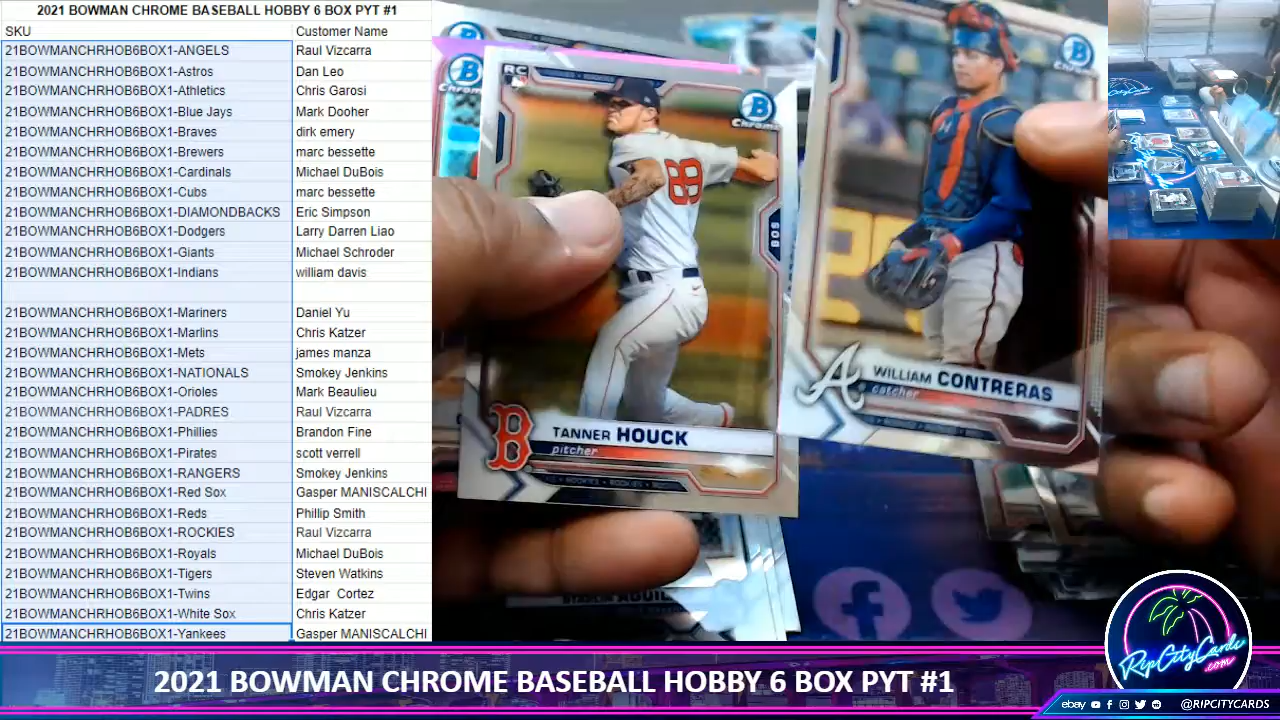 2021 BOWMAN CHROME BASEBALL HOBBY 6 BOX PYT #1
SKU Customer Name
21BOWMANCHRHOB6BOX1-ANGELS Raul Vizcarra
21BOWMANCHRHOB6BOX1-Astros Dan Leo
21BOWMANCHRHOB6BOX1-Athletics Chris Garosi
21BOWMANCHRHOB6BOX1-Blue Jays Mark Dooher
21BOWMANCHRHOB6BOX1-Braves dirk emery
21BOWMANCHRHOB6BOX1-Brewers marc bessette
21BOWMANCHRHOB6BOX1-Cardinals Michael DuBois
21BOWMANCHRHOB6BOX1-Cubs marc bessette
21BOWMANCHRHOB6BOX1-DIAMONDBACKS Eric Simpson
21BOWMANCHRHOB6BOX1-Dodgers Larry Darren Liao
21BOWMANCHRHOB6BOX1-Giants Michael Schroder
21BOWMANCHRHOB6BOX1-Indians william davis
21BOWMANCHRHOB6BOX1-Mariners Daniel Yu
21BOWMANCHRHOB6BOX1-Marlins Chris Katzer
21BOWMANCHRHOB6BOX1-Mets james manza
21BOWMANCHRHOB6BOX1-NATIONALS Smokey Jenkins
21BOWMANCHRHOB6BOX1-Orioles Mark Beaulieu
21BOWMANCHRHOB6BOX1-PADRES Raul Vizcarra
21BOWMANCHRHOB6BOX1-Phillies Brandon Fine
21BOWMANCHRHOB6BOX1-Pirates scott verrell
21BOWMANCHRHOB6BOX1-RANGERS Smokey Jenkins
21BOWMANCHRHOB6BOX1-Red Sox Gasper MANISCALCHI
21BOWMANCHRHOB6BOX1-Reds Phillip Smith
21BOWMANCHRHOB6BOX1-ROCKIES Raul Vizcarra
21BOWMANCHRHOB6BOX1-Royals Michael DuBois
21BOWMANCHRHOB6BOX1-Tigers Steven Watkins
21BOWMANCHRHOB6BOX1-Twins Edgar Cortez
21BOWMANCHRHOB6BOX1-White Sox Chris Katzer
21BOWMANCHRHOB6BOX1-Yankees Gasper MANISCALCHI
RC
B
Chrome
88
BOS
B
TANNER HOUCK
pitcher
B
A
WILLIAM CONTRERAS
catcher
RipCityCards
.com
2021 BOWMAN CHROME BASEBALL HOBBY 6 BOX PYT #1
ebay @RIPCITYCARDS